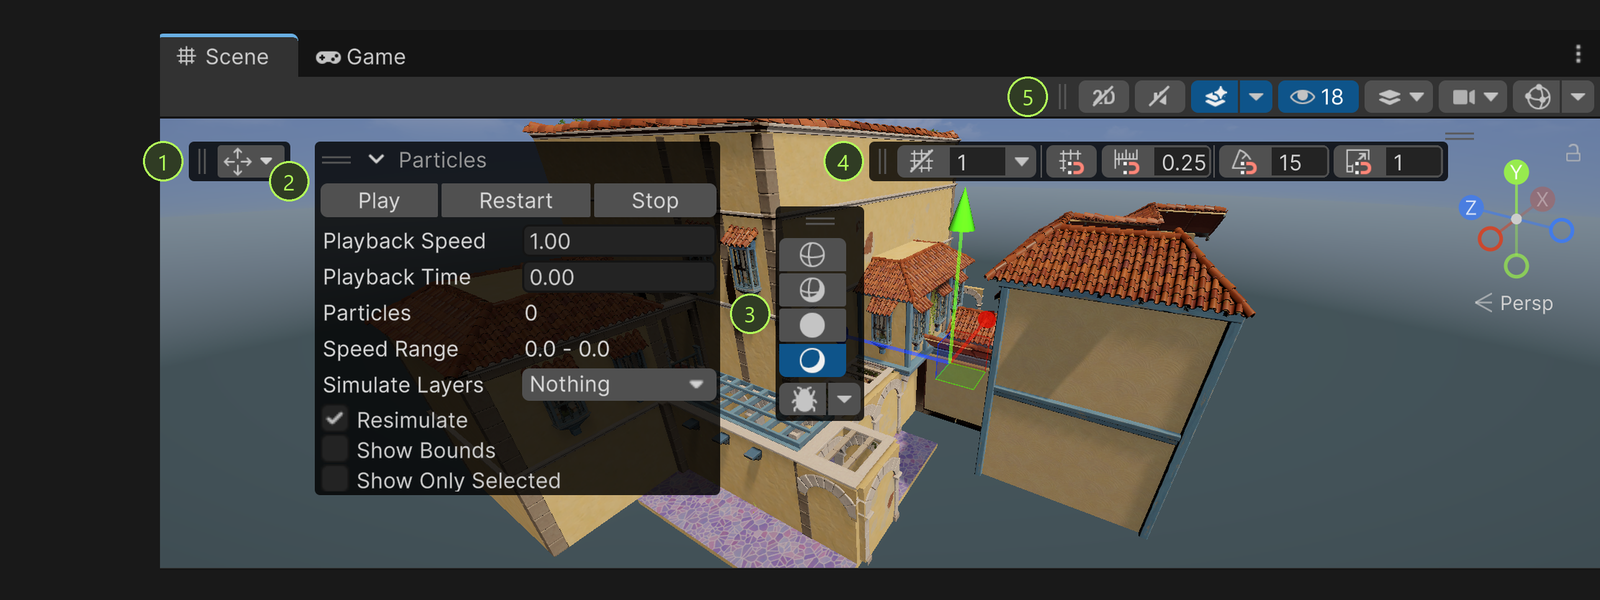 Scene
Game
5
2D
18
1
2
Particles
4
1
0.25
15
1
Play
Restart
Stop
Playback Speed 1.00
Playback Time 0.00
Particles 0
Speed Range 0.0 - 0.0
Simulate Layers Nothing
Resimulate
Show Bounds
Show Only Selected
3
Y
X
Z
Persp